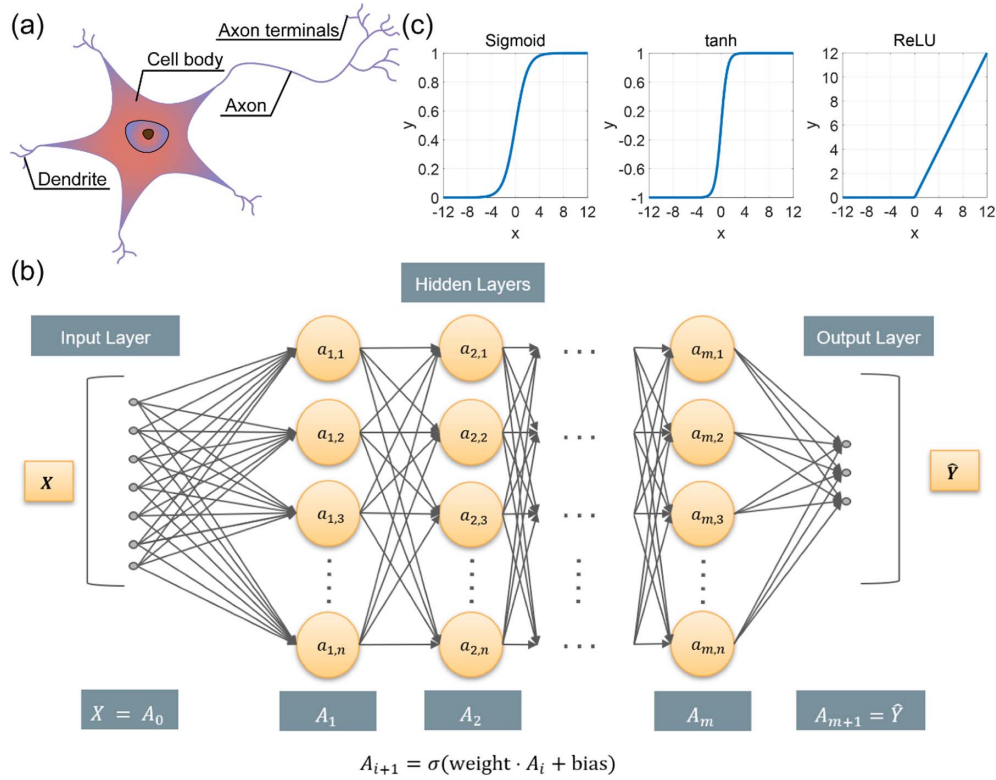 (a)
Axon terminals
Cell body
Axon
Dendrite
(c)
Sigmoid
y
1
0.8
0.6
0.4
0.2
0
-12 -8 -4 0 4 8 12
x
tanh
y
1
0.6
0.2
-0.2
-0.6
-1
-12 -8 -4 0 4 8 12
x
ReLU
y
12
10
8
6
4
2
0
-12 -8 -4 0 4 8 12
x
(b)
Hidden Layers
Input Layer
Output Layer
a1,1 a2,1 ··· am,1
a1,2 a2,2 ··· am,2
X
Ŷ
a1,3 a2,3 ··· am,3
a1,n a2,n ··· am,n
X = A0
A1
A2
Am
Am+1 = Ŷ
Ai+1 = σ(weight · Ai + bias)